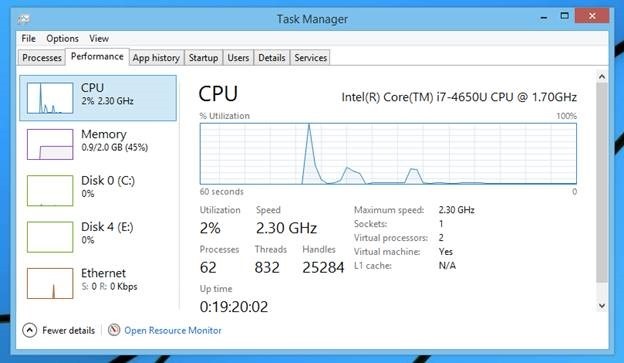 Task Manager
File Options View
Processes Performance App history Startup Users Details Services
CPU
2% 2.30 GHz
Memory
0.9/2.0 GB (45%)
Disk 0 (C:)
0%
Disk 4 (E:)
0%
Ethernet
S: 0 R: 0 Kbps
CPU Intel(R) Core(TM) i7-4650U CPU @ 1.70GHz
% Utilization 100%
60 seconds 0
Utilization Speed
2% 2.30 GHz
Processes Threads Handles
62 832 25284
Up time
0:19:20:02
Maximum speed: 2.30 GHz
Sockets: 1
Virtual processors: 2
Virtual machine: Yes
L1 cache: N/A
Fewer details Open Resource Monitor